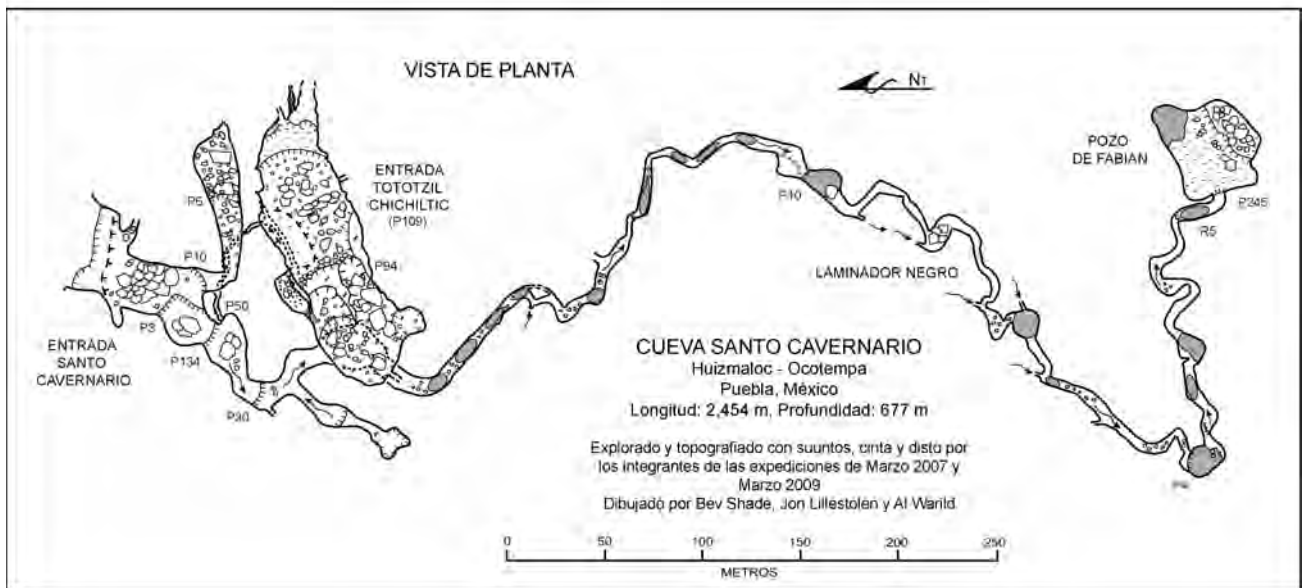 VISTA DE PLANTA
NT
P5
ENTRADA
TOTOTZIL
CHICHILTIC
(P109)
P10
P94
P50
P3
P134
P30
ENTRADA
SANTO
CAVERNARIO
P10
LAMINADOR NEGRO
POZO
DE FABIAN
P245
R5
CUEVA SANTO CAVERNARIO
Huizmaloc - Ocotempa
Puebla, México
Longitud: 2,454 m, Profundidad: 677 m
Explorado y topografiado con suuntos, cinta y disto por
los integrantes de las expediciones de Marzo 2007 y
Marzo 2009
Dibujado por Bev Shade, Jon Lillestolen y Al Warild
0 50 100 150 200 250
METROS